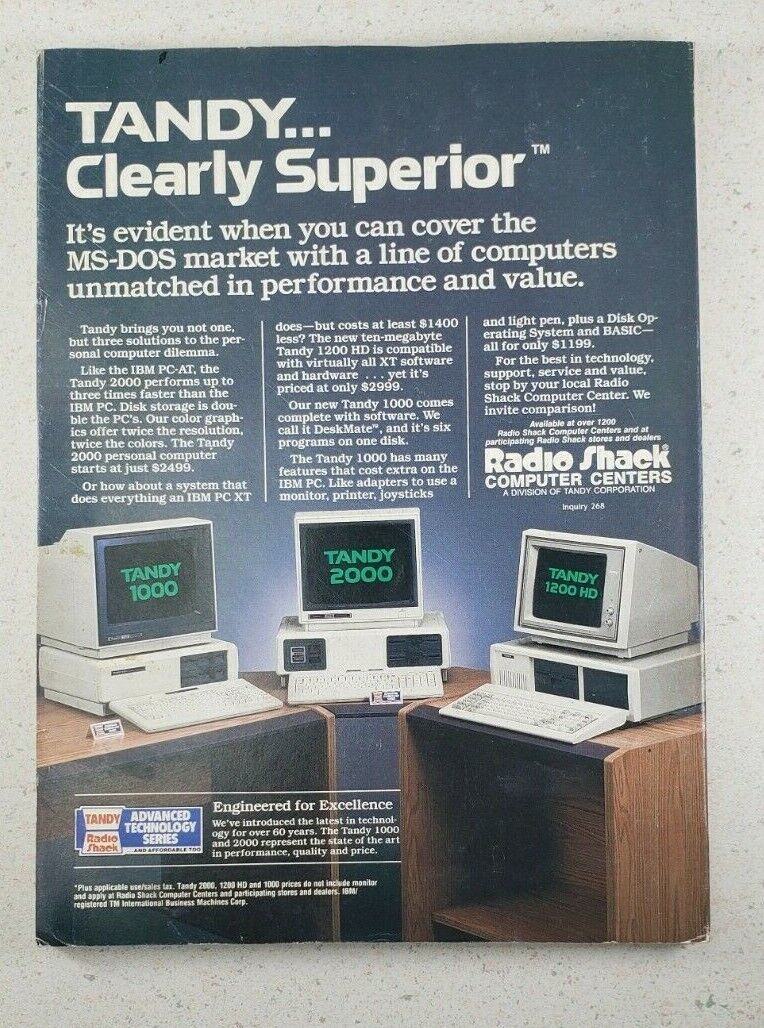 TANDY...
Clearly Superior™
It's evident when you can cover the
MS-DOS market with a line of computers
unmatched in performance and value.
Tandy brings you not one,
but three solutions to the per-
sonal computer dilemma.
Like the IBM PC-AT, the
Tandy 2000 performs up to
three times faster than the
IBM PC. Disk storage is dou-
ble the PC's. Our color graph-
ics offer twice the resolution,
twice the colors. The Tandy
2000 personal computer
starts at just $2499.
Or how about a system that
does everything an IBM PC XT
does—but costs at least $1400
less? The new ten-megabyte
Tandy 1200 HD is compatible
with virtually all XT software
and hardware . . . yet it's
priced at only $2999.
Our new Tandy 1000 comes
complete with software. We
call it DeskMate™, and it's six
programs on one disk.
The Tandy 1000 has many
features that cost extra on the
IBM PC. Like adapters to use a
monitor, printer, joysticks
and light pen, plus a Disk Op-
erating System and BASIC—
all for only $1199.
For the best in technology,
support, service and value,
stop by your local Radio
Shack Computer Center. We
invite comparison!
Available at over 1200
Radio Shack Computer Centers and at
participating Radio Shack stores and dealers
Radio Shack®
COMPUTER CENTERS
A DIVISION OF TANDY CORPORATION
Inquiry 268
TANDY
1000
TANDY
2000
TANDY
1200 HD
TANDY
Radio
Shack
ADVANCED
TECHNOLOGY
SERIES
...AND AFFORDABLE TOO
Engineered for Excellence
We've introduced the latest in technol-
ogy for over 60 years. The Tandy 1000
and 2000 represent the state of the art
in performance, quality and price.
*Plus applicable use/sales tax. Tandy 2000, 1200 HD and 1000 prices do not include monitor
and apply at Radio Shack Computer Centers and participating stores and dealers. IBM/
registered TM International Business Machines Corp.